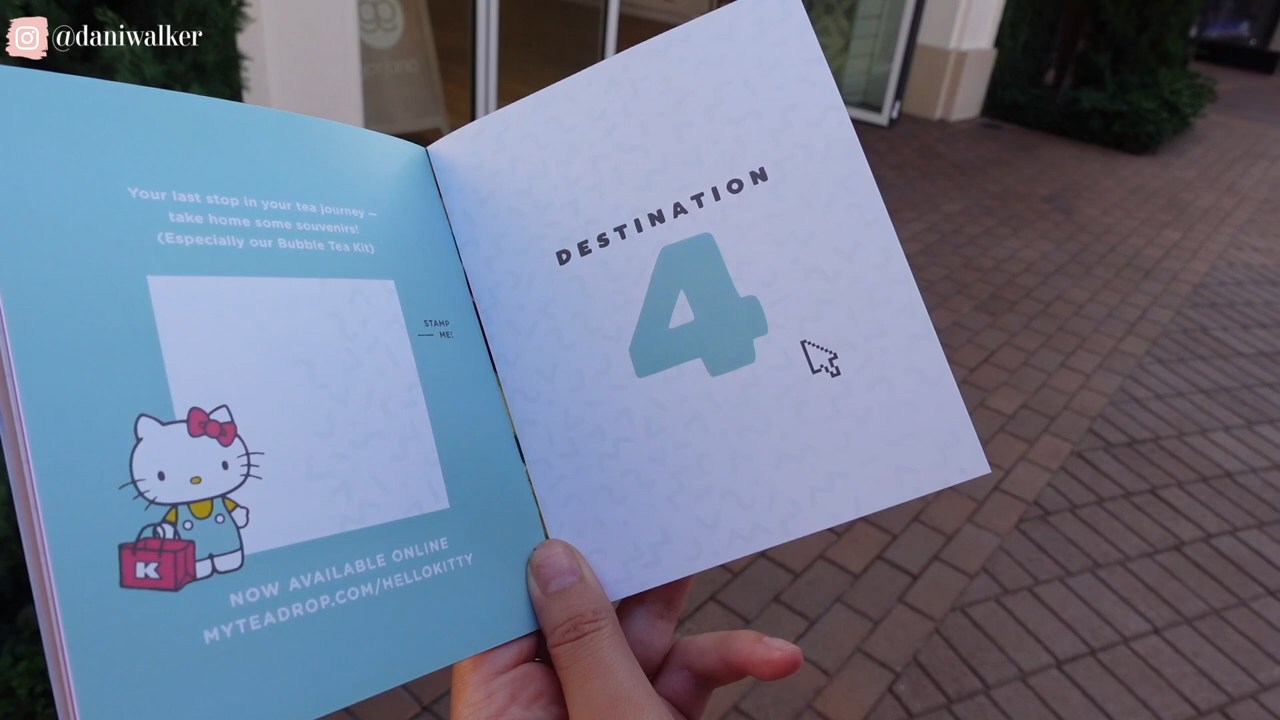 @daniwalker
Your last stop in your tea journey –
take home some souvenirs!
(Especially our Bubble Tea Kit)
STAMP
ME!
K
NOW AVAILABLE ONLINE
MYTEADROP.COM/HELLOKITTY
DESTINATION
4